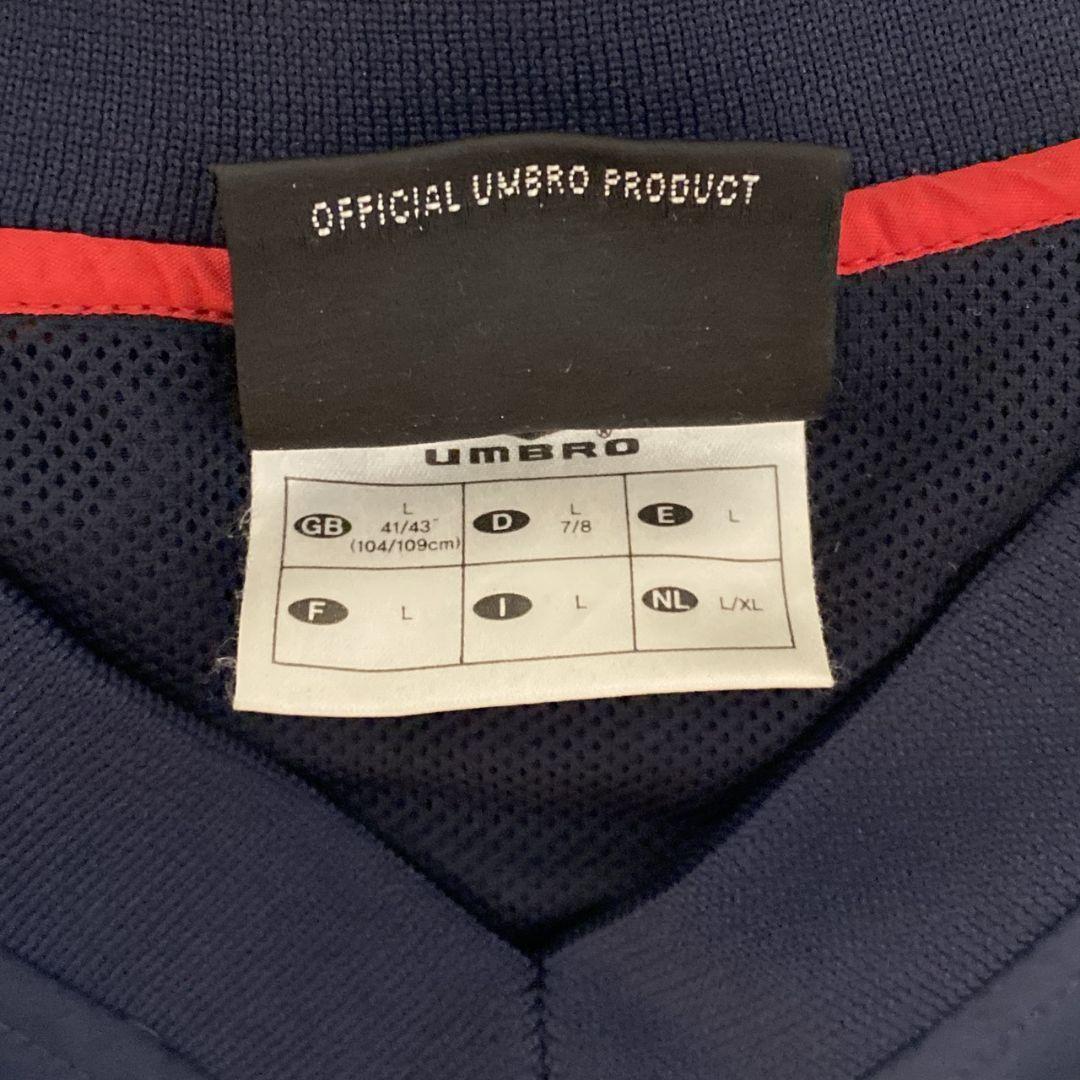 OFFICIAL UMBRO PRODUCT
UMBRO®
GB L 41/43"
(104/109cm)
D L 7/8
E L
F L
I L
NL L/XL